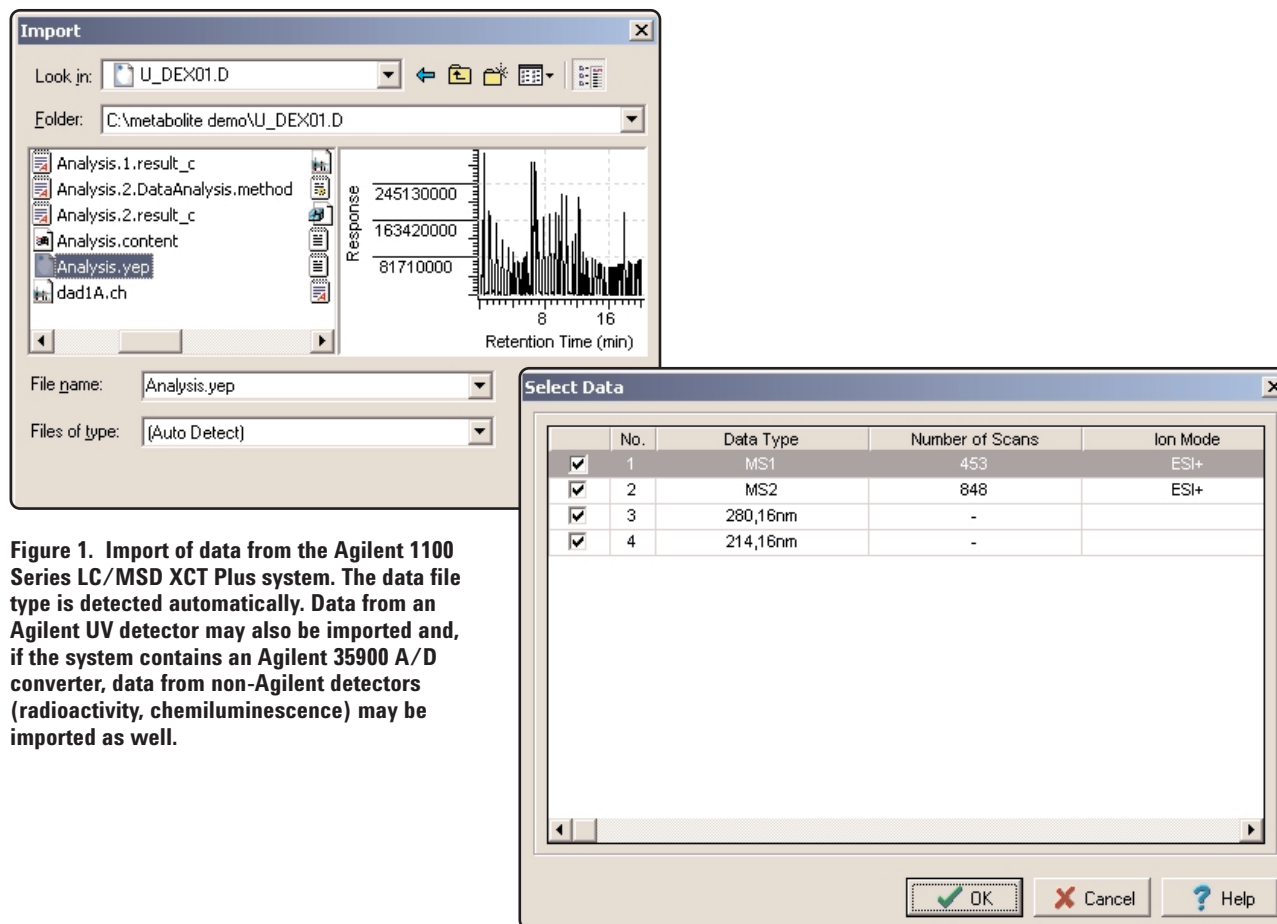 Import
Look in: U_DEX01.D
Folder: C:\metabolite demo\U_DEX01.D
Analysis.1.result_c
Analysis.2.DataAnalysis.method
Analysis.2.result_c
Analysis.content
Analysis.yep
dad1A.ch
Response
245130000
163420000
81710000
8 16
Retention Time (min)
File name: Analysis.yep
Files of type: (Auto Detect)
Select Data
No. Data Type Number of Scans Ion Mode
1 MS1 453 ESI+
2 MS2 848 ESI+
3 280,16nm -
4 214,16nm -
OK Cancel Help
Figure 1. Import of data from the Agilent 1100
Series LC/MSD XCT Plus system. The data file
type is detected automatically. Data from an
Agilent UV detector may also be imported and,
if the system contains an Agilent 35900 A/D
converter, data from non-Agilent detectors
(radioactivity, chemiluminescence) may be
imported as well.